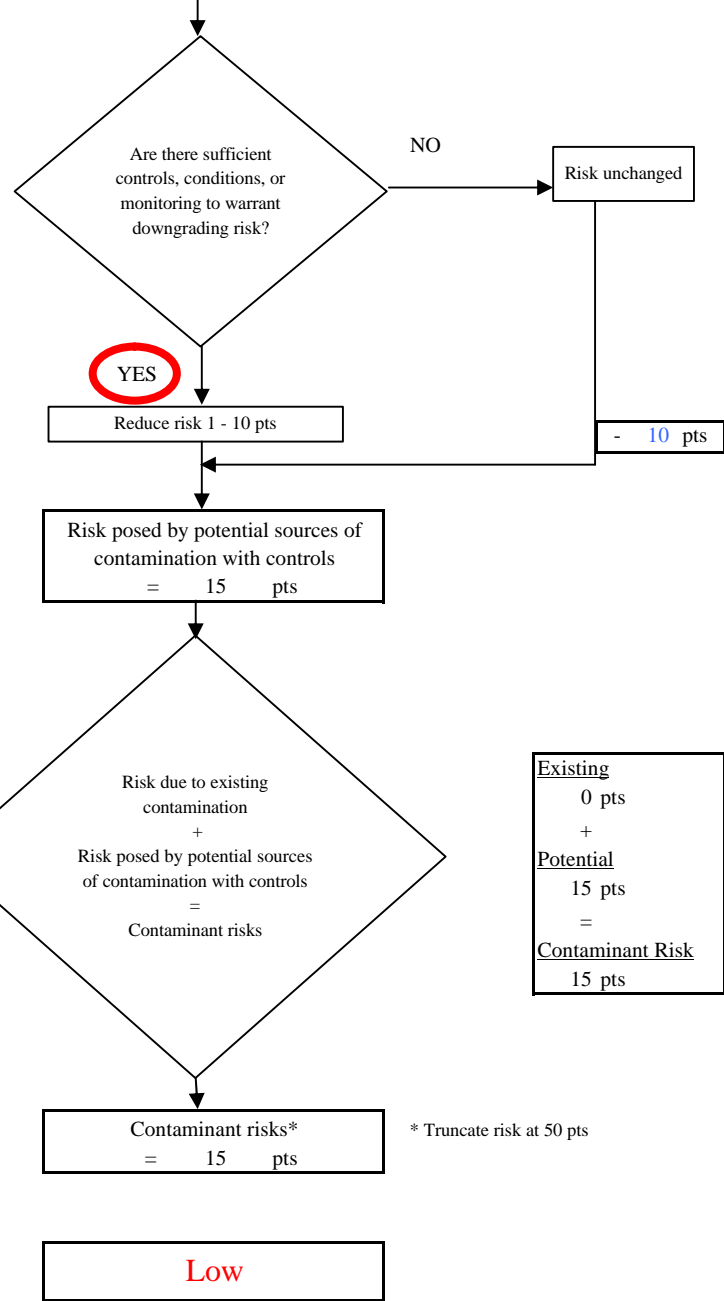 Are there sufficient
controls, conditions, or
monitoring to warrant
downgrading risk?
NO
Risk unchanged
YES
Reduce risk 1 - 10 pts
- 10 pts
Risk posed by potential sources of
contamination with controls
= 15 pts
Risk due to existing
contamination
+
Risk posed by potential sources
of contamination with controls
=
Contaminant risks
Existing
0 pts
+
Potential
15 pts
=
Contaminant Risk
15 pts
Contaminant risks*
= 15 pts
* Truncate risk at 50 pts
Low